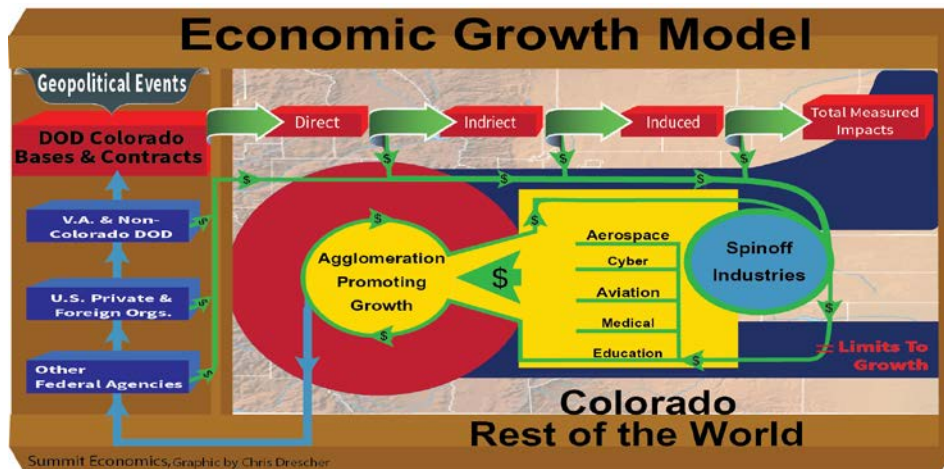 Economic Growth Model
Geopolitical Events
DOD Colorado
Bases & Contracts
Direct
Indriect
Induced
Total Measured
Impacts
$
$
$
$
$
$
V.A. & Non-
Colorado DOD
$
U.S. Private &
Foreign Orgs.
$
Other
Federal Agencies
$
$
$
Agglomeration
Promoting
Growth
$
$
Aerospace
Cyber
Aviation
Medical
Education
Spinoff
Industries
$
$
$
Limits To
Growth
Colorado
Rest of the World
Summit Economics, Graphic by Chris Drescher